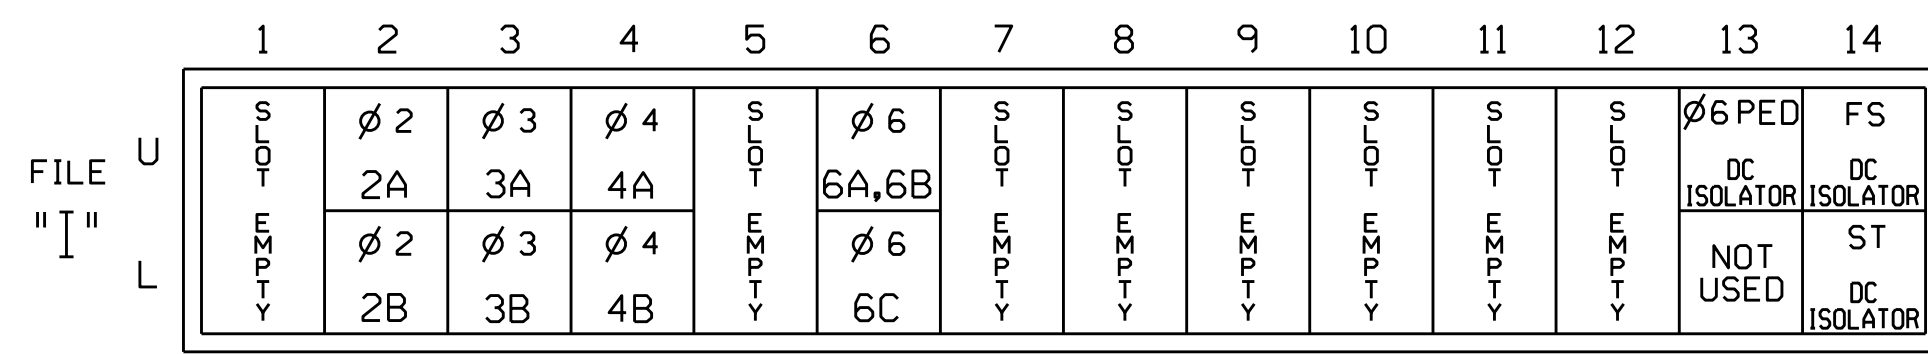 1 2 3 4 5 6 7 8 9 10 11 12 13 14
FILE "I"
U
L
SLOT EMPTY
Ø 2
2A
Ø 2
2B
Ø 3
3A
Ø 3
3B
Ø 4
4A
Ø 4
4B
SLOT EMPTY
Ø 6
6A,6B
Ø 6
6C
SLOT EMPTY
SLOT EMPTY
SLOT EMPTY
SLOT EMPTY
SLOT EMPTY
SLOT EMPTY
Ø6 PED
DC
ISOLATOR
NOT
USED
FS
DC
ISOLATOR
ST
DC
ISOLATOR